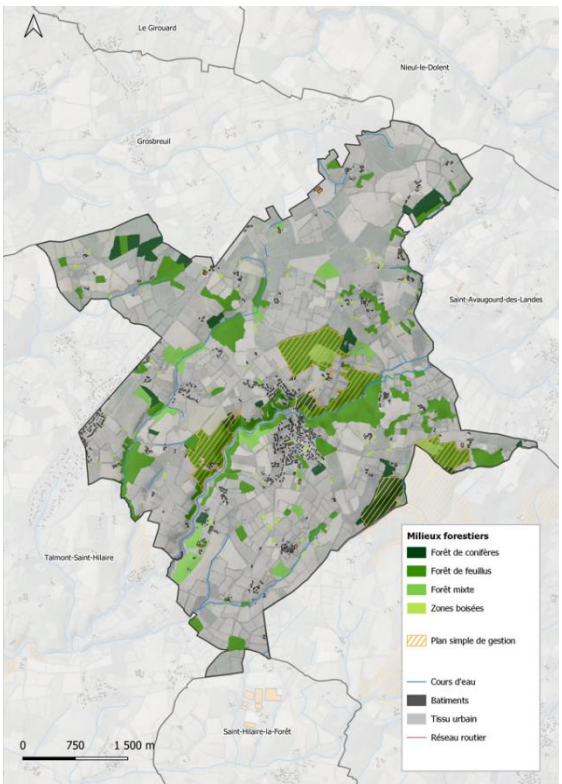 Le Girouard
Nieul-le-Dolent
Grosbreuil
Saint-Avaugourd-des-Landes
Talmont-Saint-Hilaire
Saint-Hilaire-la-Forêt
Milieux forestiers
Forêt de conifères
Forêt de feuillus
Forêt mixte
Zones boisées
Plan simple de gestion
Cours d'eau
Batiments
Tissu urbain
Réseau routier
0 750 1 500 m